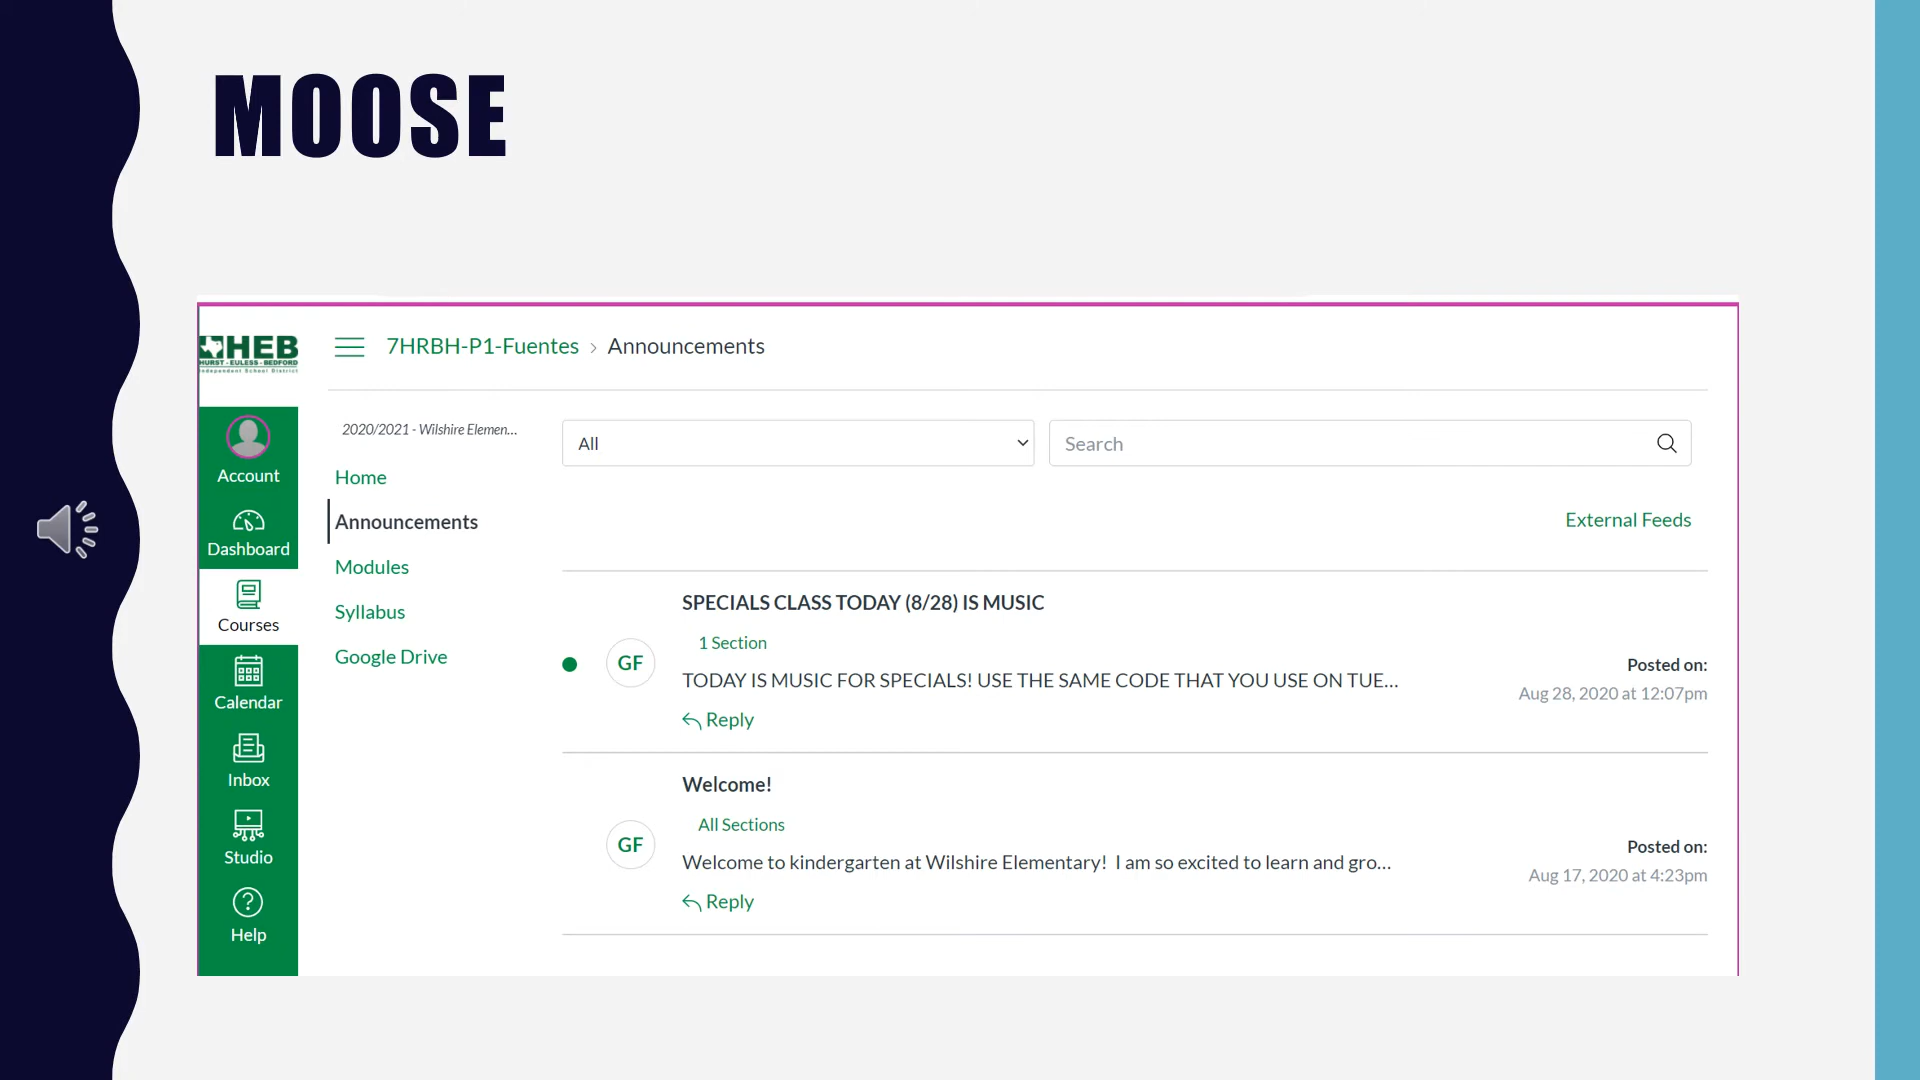 MOOSE
HEB
HURST - EULESS - BEDFORD
Independent School District
7HRBH-P1-Fuentes > Announcements
2020/2021 - Wilshire Elemen...
All
Search
Account
Dashboard
Courses
Calendar
Inbox
Studio
Help
Home
Announcements
Modules
Syllabus
Google Drive
External Feeds
SPECIALS CLASS TODAY (8/28) IS MUSIC
1 Section
GF
TODAY IS MUSIC FOR SPECIALS! USE THE SAME CODE THAT YOU USE ON TUE...
Reply
Posted on:
Aug 28, 2020 at 12:07pm
Welcome!
All Sections
GF
Welcome to kindergarten at Wilshire Elementary! I am so excited to learn and gro...
Reply
Posted on:
Aug 17, 2020 at 4:23pm